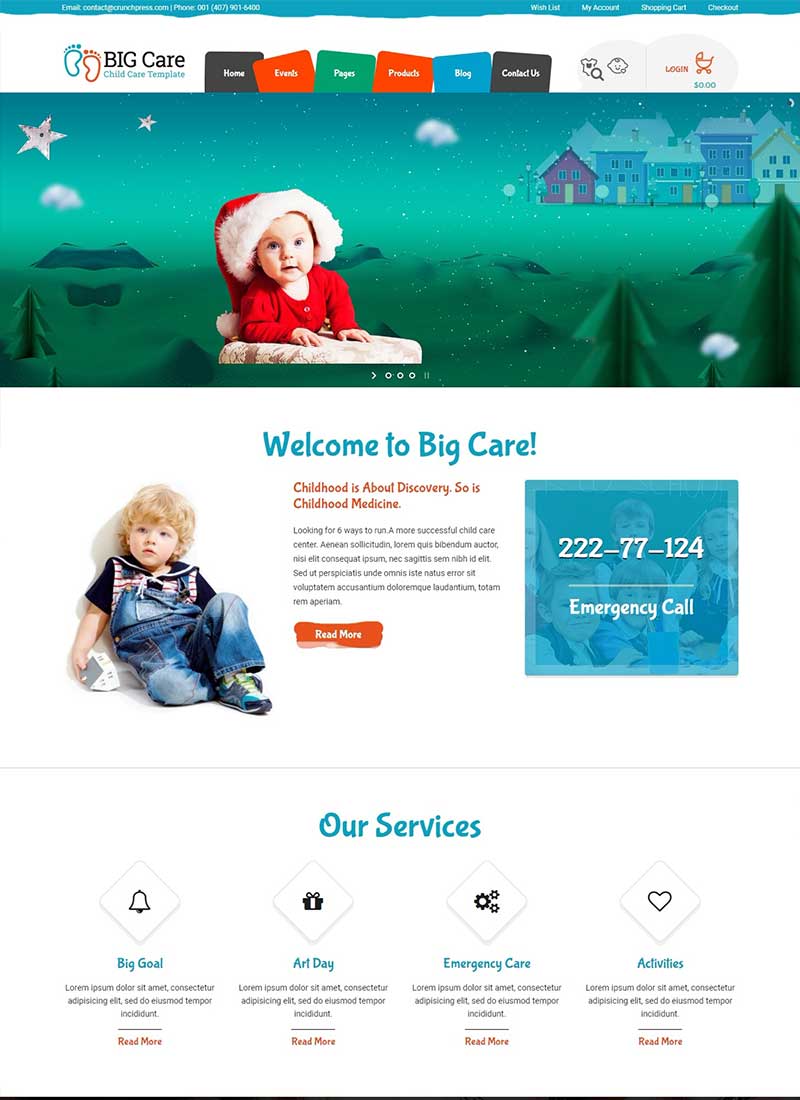 Email: contact@crunchpress.com | Phone: 001 (407) 901-6400
Wish List My Account Shopping Cart Checkout
BIG Care
Child Care Template
Home Events Pages Products Blog Contact Us
LOGIN
$0.00
Welcome to Big Care!
Childhood is About Discovery. So is
Childhood Medicine.
Looking for 6 ways to run.A more successful child care
center. Aenean sollicitudin, lorem quis bibendum auctor,
nisi elit consequat ipsum, nec sagittis sem nibh id elit.
Sed ut perspiciatis unde omnis iste natus error sit
voluptatem accusantium doloremque laudantium, totam
rem aperiam.
Read More
222-77-124
Emergency Call
Our Services
Big Goal
Lorem ipsum dolor sit amet, consectetur
adipisicing elit, sed do eiusmod tempor
incididunt.
Read More
Art Day
Lorem ipsum dolor sit amet, consectetur
adipisicing elit, sed do eiusmod tempor
incididunt.
Read More
Emergency Care
Lorem ipsum dolor sit amet, consectetur
adipisicing elit, sed do eiusmod tempor
incididunt.
Read More
Activities
Lorem ipsum dolor sit amet, consectetur
adipisicing elit, sed do eiusmod tempor
incididunt.
Read More